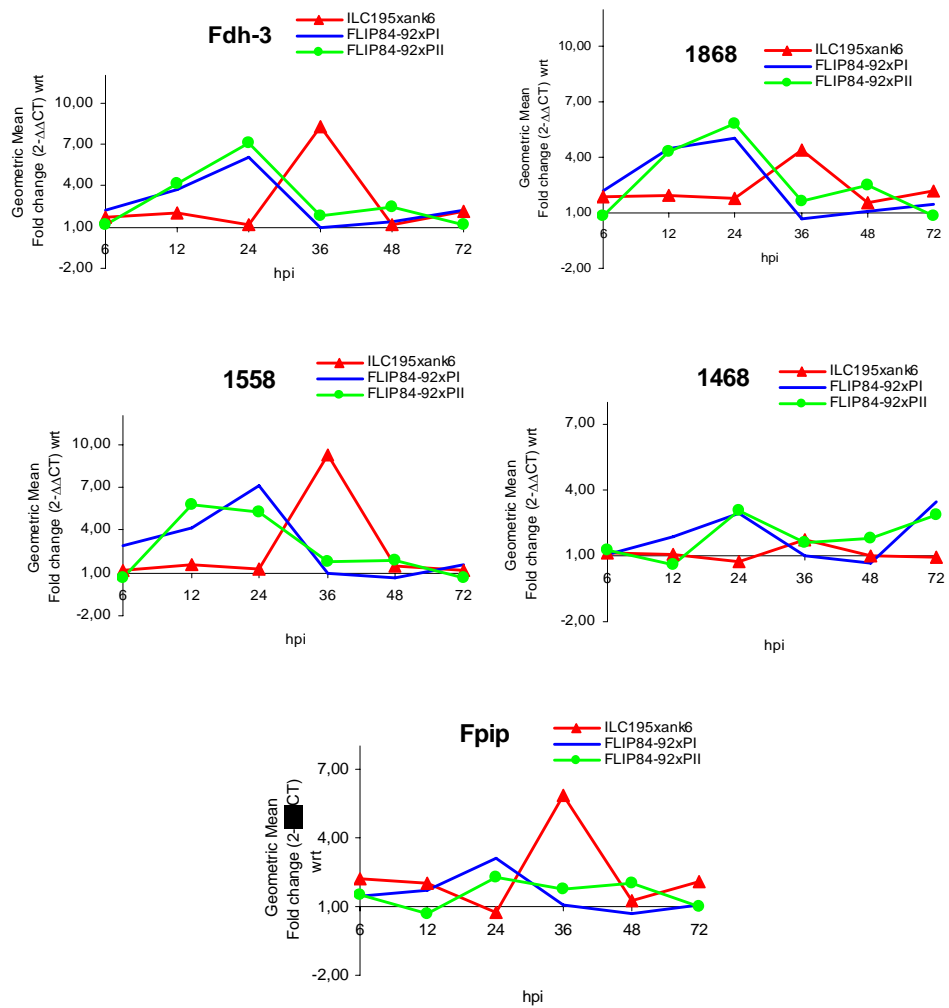 Fdh-3
ILC195xank6
FLIP84-92xPI
FLIP84-92xPII
Geometric Mean
Fold change (2-ΔΔCT) wrt
10,00
7,00
4,00
1,00
-2,00
6 12 24 36 48 72
hpi
1868
ILC195xank6
FLIP84-92xPI
FLIP84-92xPII
Geometric Mean
Fold change (2-ΔΔCT) wrt
10,00
7,00
4,00
1,00
-2,00
6 12 24 36 48 72
hpi
1558
ILC195xank6
FLIP84-92xPI
FLIP84-92xPII
Geometric Mean
Fold change (2-ΔΔCT) wrt
10,00
7,00
4,00
1,00
-2,00
6 12 24 36 48 72
hpi
1468
ILC195xank6
FLIP84-92xPI
FLIP84-92xPII
Geometric Mean
Fold change (2-ΔΔCT) wrt
7,00
4,00
1,00
-2,00
6 12 24 36 48 72
hpi
Fpip
ILC195xank6
FLIP84-92xPI
FLIP84-92xPII
Geometric Mean
Fold change (2- CT)
wrt
7,00
4,00
1,00
-2,00
6 12 24 36 48 72
hpi